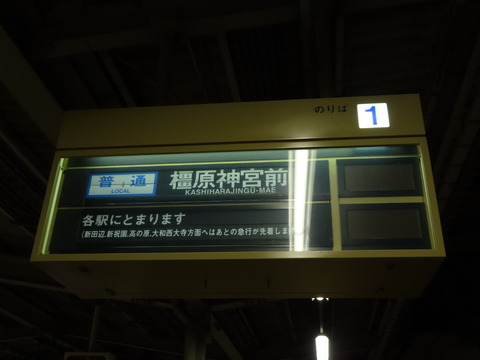 のりば 1
普通 橿原神宮前
LOCAL KASHIHARAJINGU-MAE
各駅にとまります
(新田辺,新祝園,高の原,大和西大寺方面へはあとの急行が先着しま